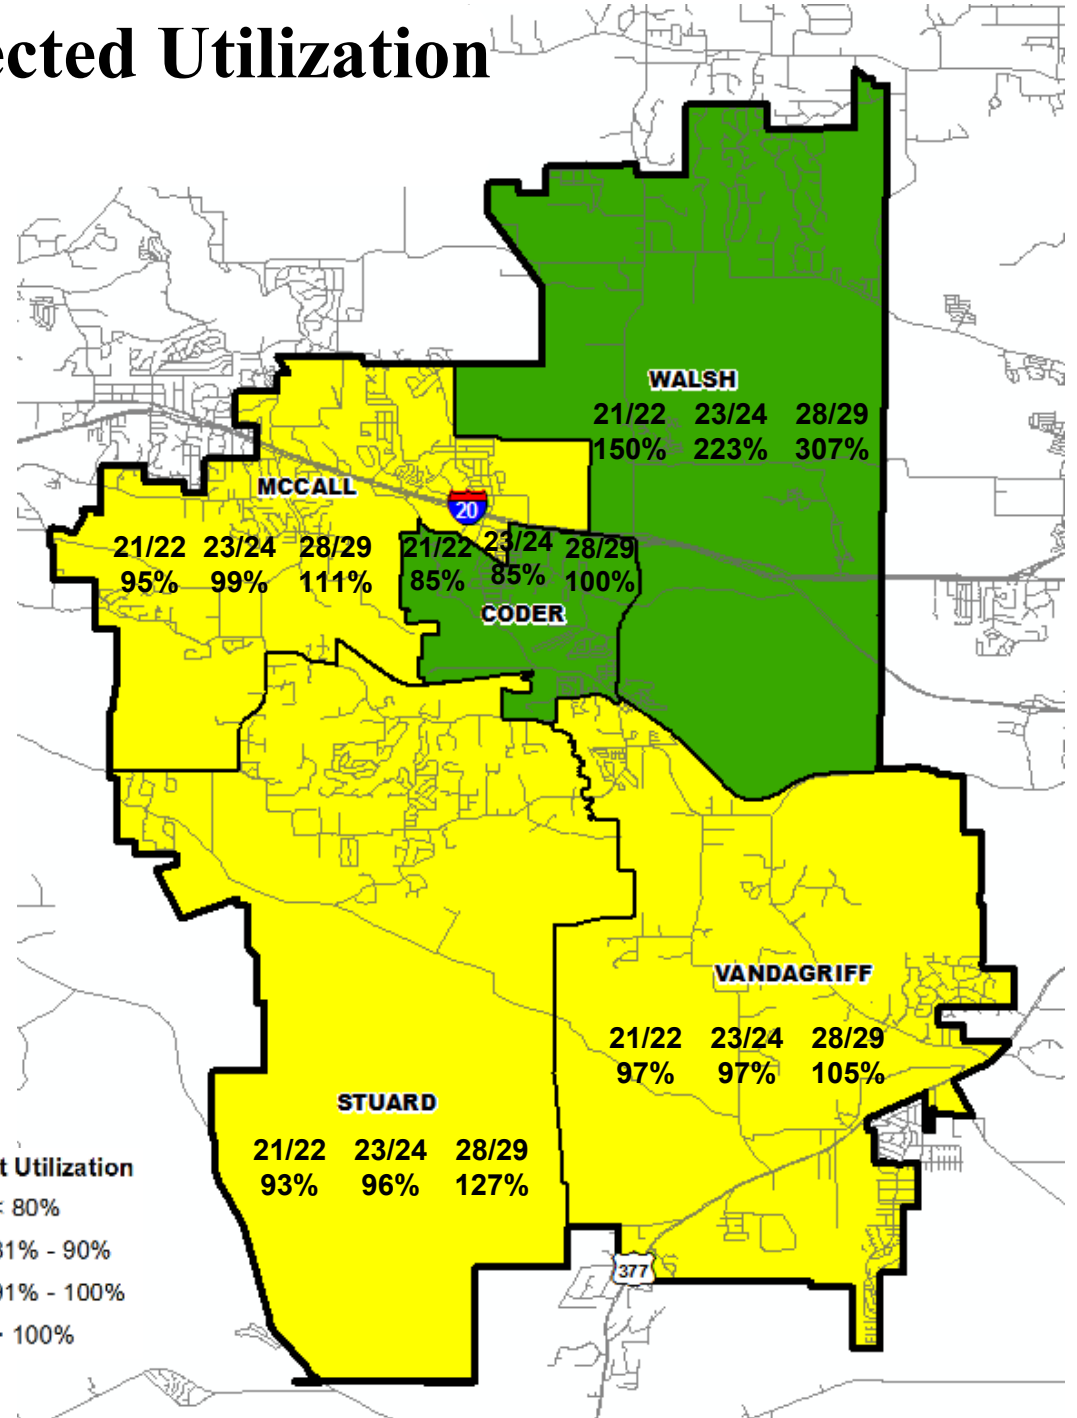 ected Utilization
WALSH
21/22 23/24 28/29
150% 223% 307%
MCCALL
20
21/22 23/24 28/29
95% 99% 111%
21/22 23/24 28/29
85% 85% 100%
CODER
VANDAGRIFF
21/22 23/24 28/29
97% 97% 105%
STUARD
21/22 23/24 28/29
93% 96% 127%
t Utilization
< 80%
81% - 90%
91% - 100%
> 100%
377